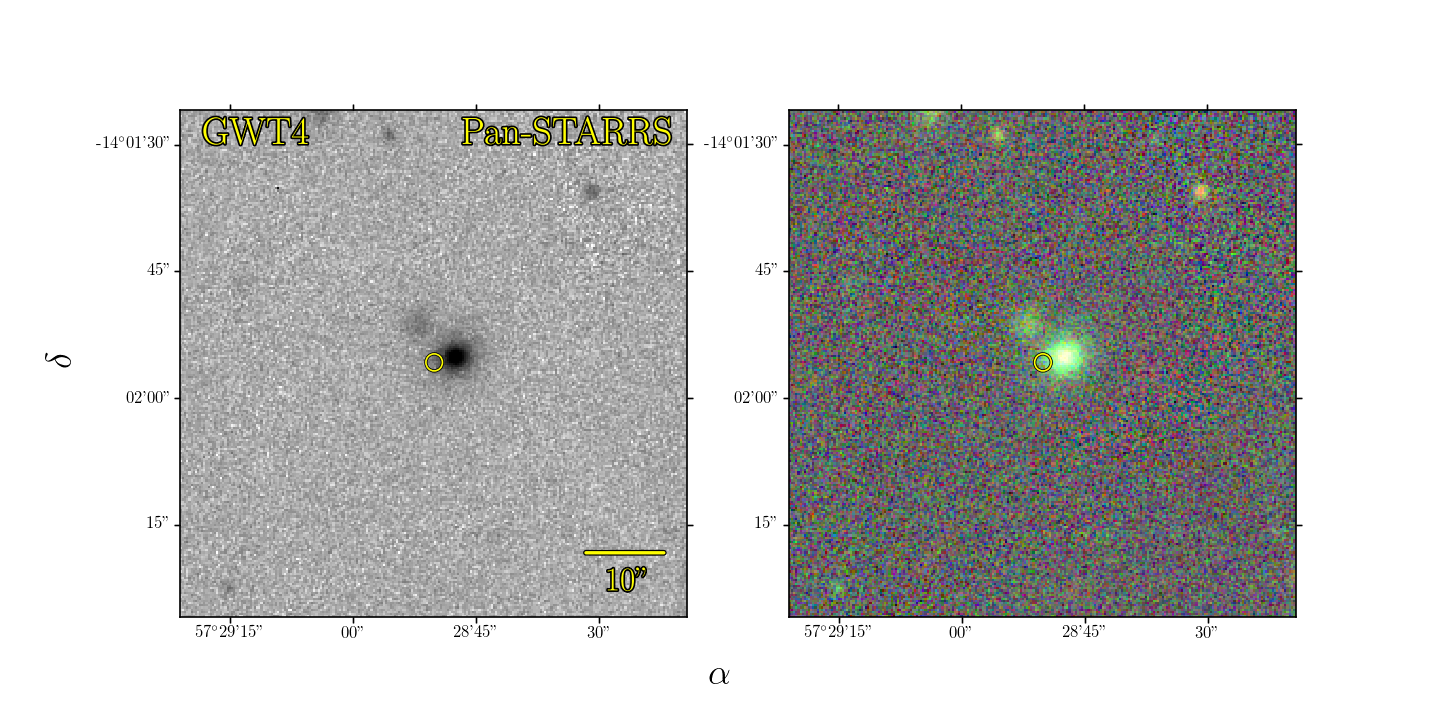 GWT4 Pan-STARRS
-14°01'30"
45"
02'00"
15"
δ
10"
57°29'15" 00" 28'45" 30"
-14°01'30"
45"
02'00"
15"
57°29'15" 00" 28'45" 30"
α